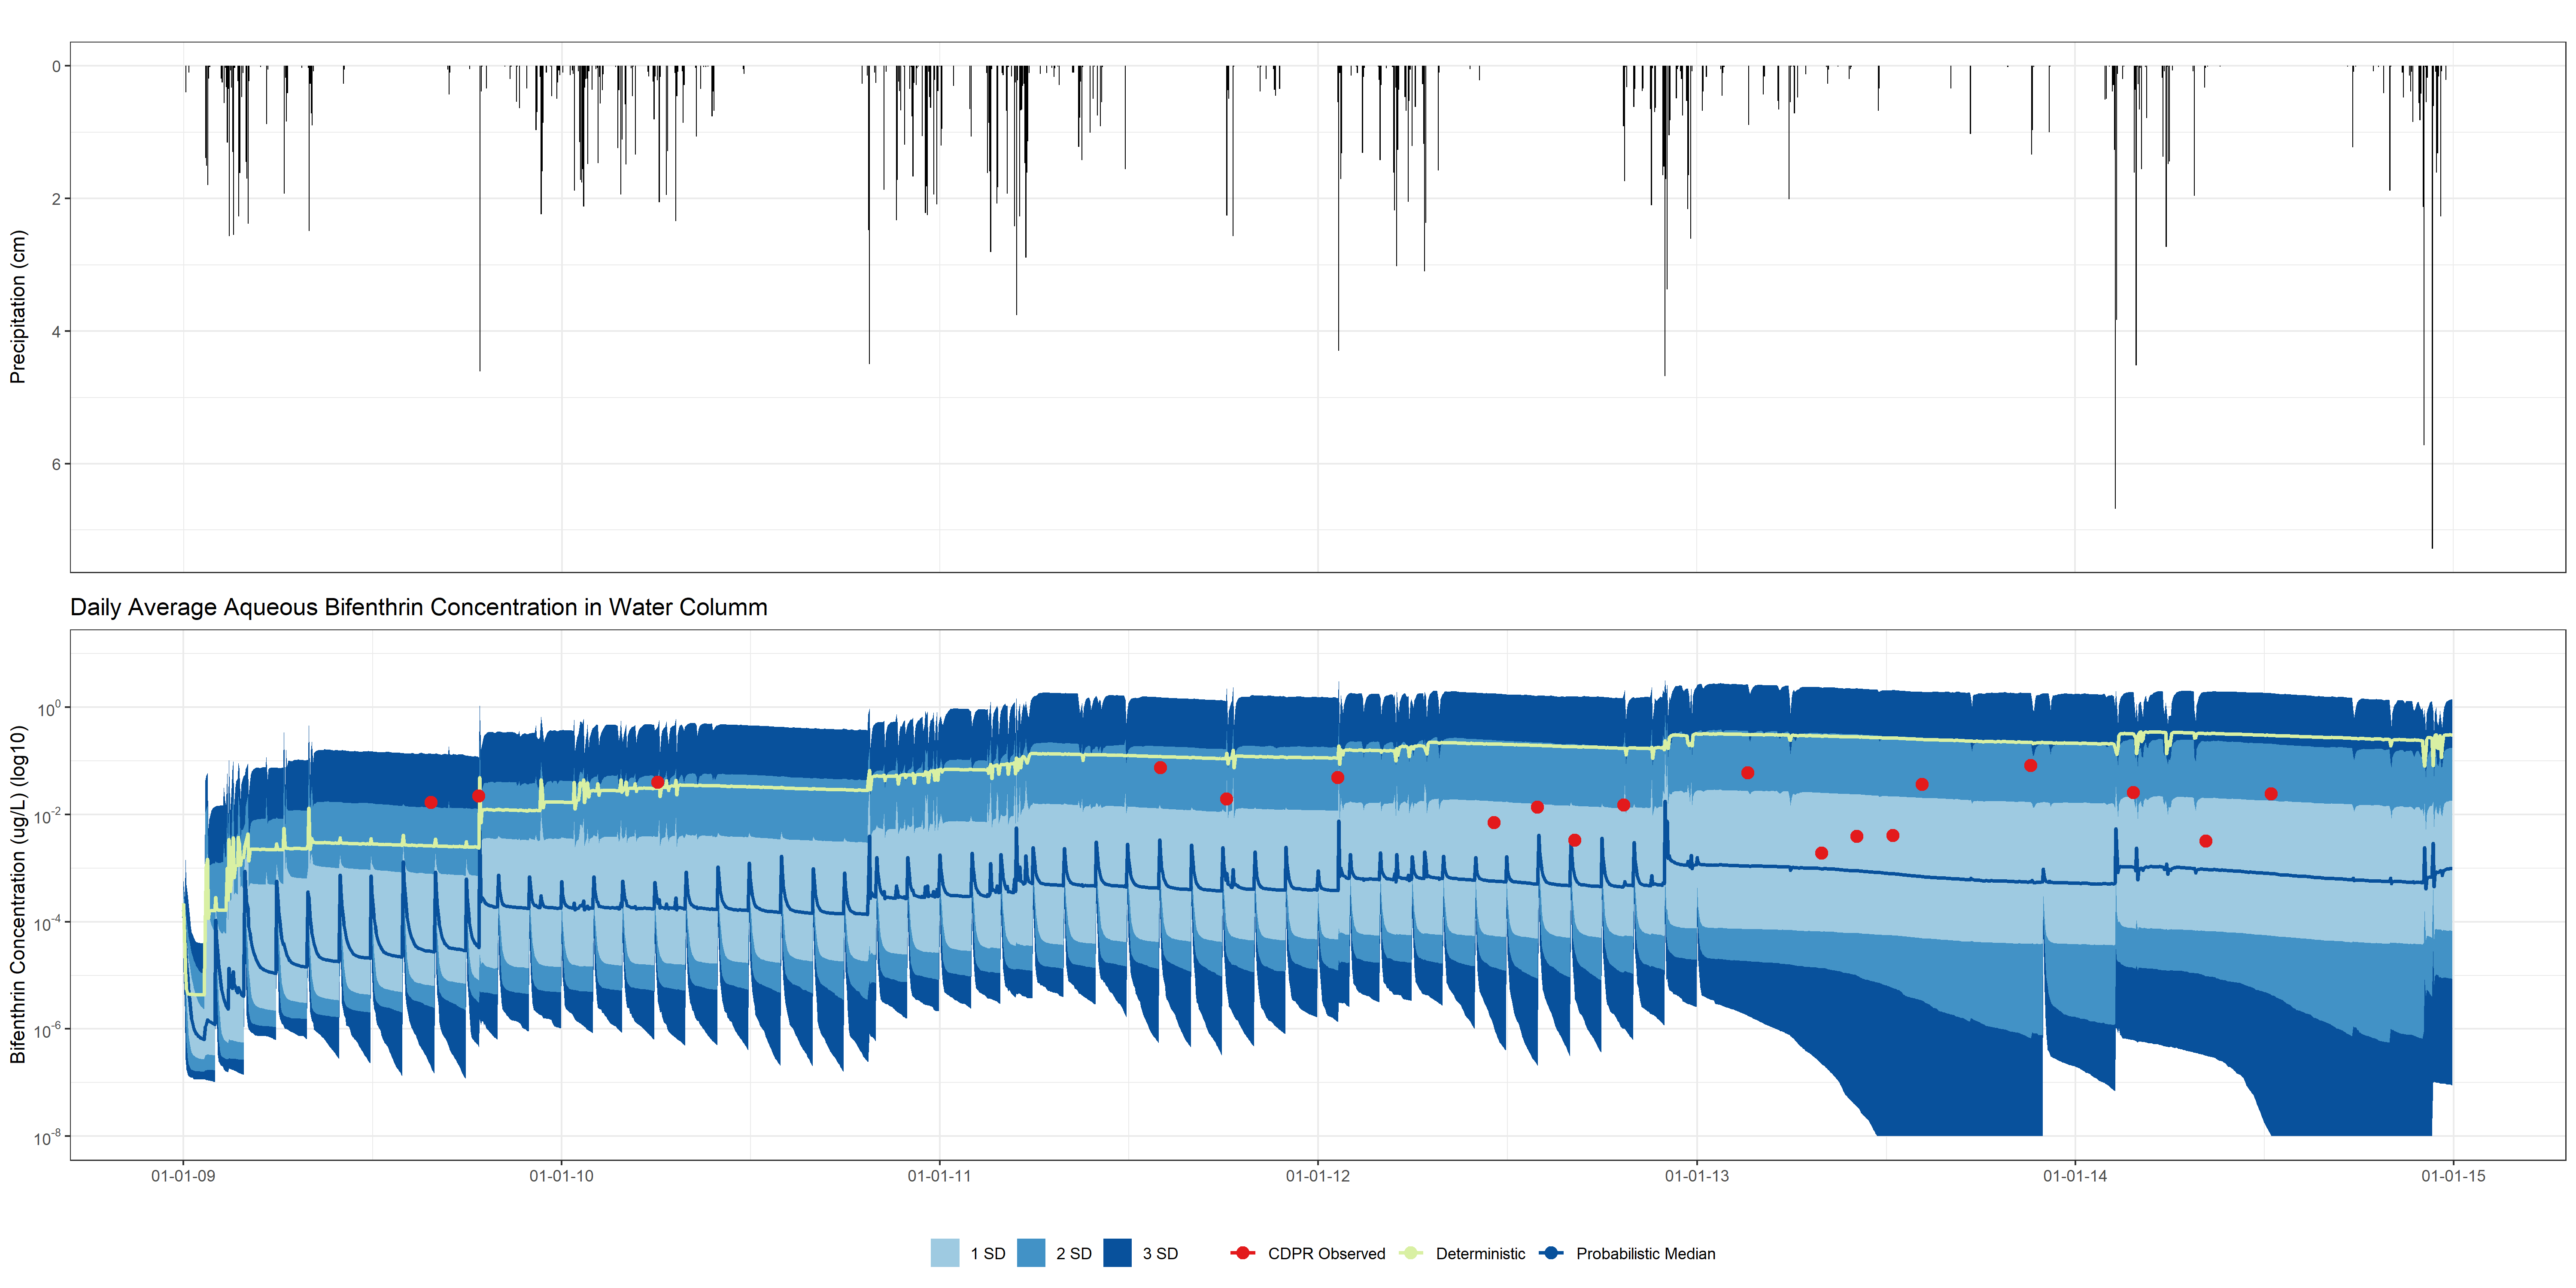 0
2
4
6
Precipitation (cm)
Daily Average Aqueous Bifenthrin Concentration in Water Columm
10^0
10^-2
10^-4
10^-6
10^-8
Bifenthrin Concentration (ug/L) (log10)
01-01-09 01-01-10 01-01-11 01-01-12 01-01-13 01-01-14 01-01-15
1 SD 2 SD 3 SD CDPR Observed Deterministic Probabilistic Median